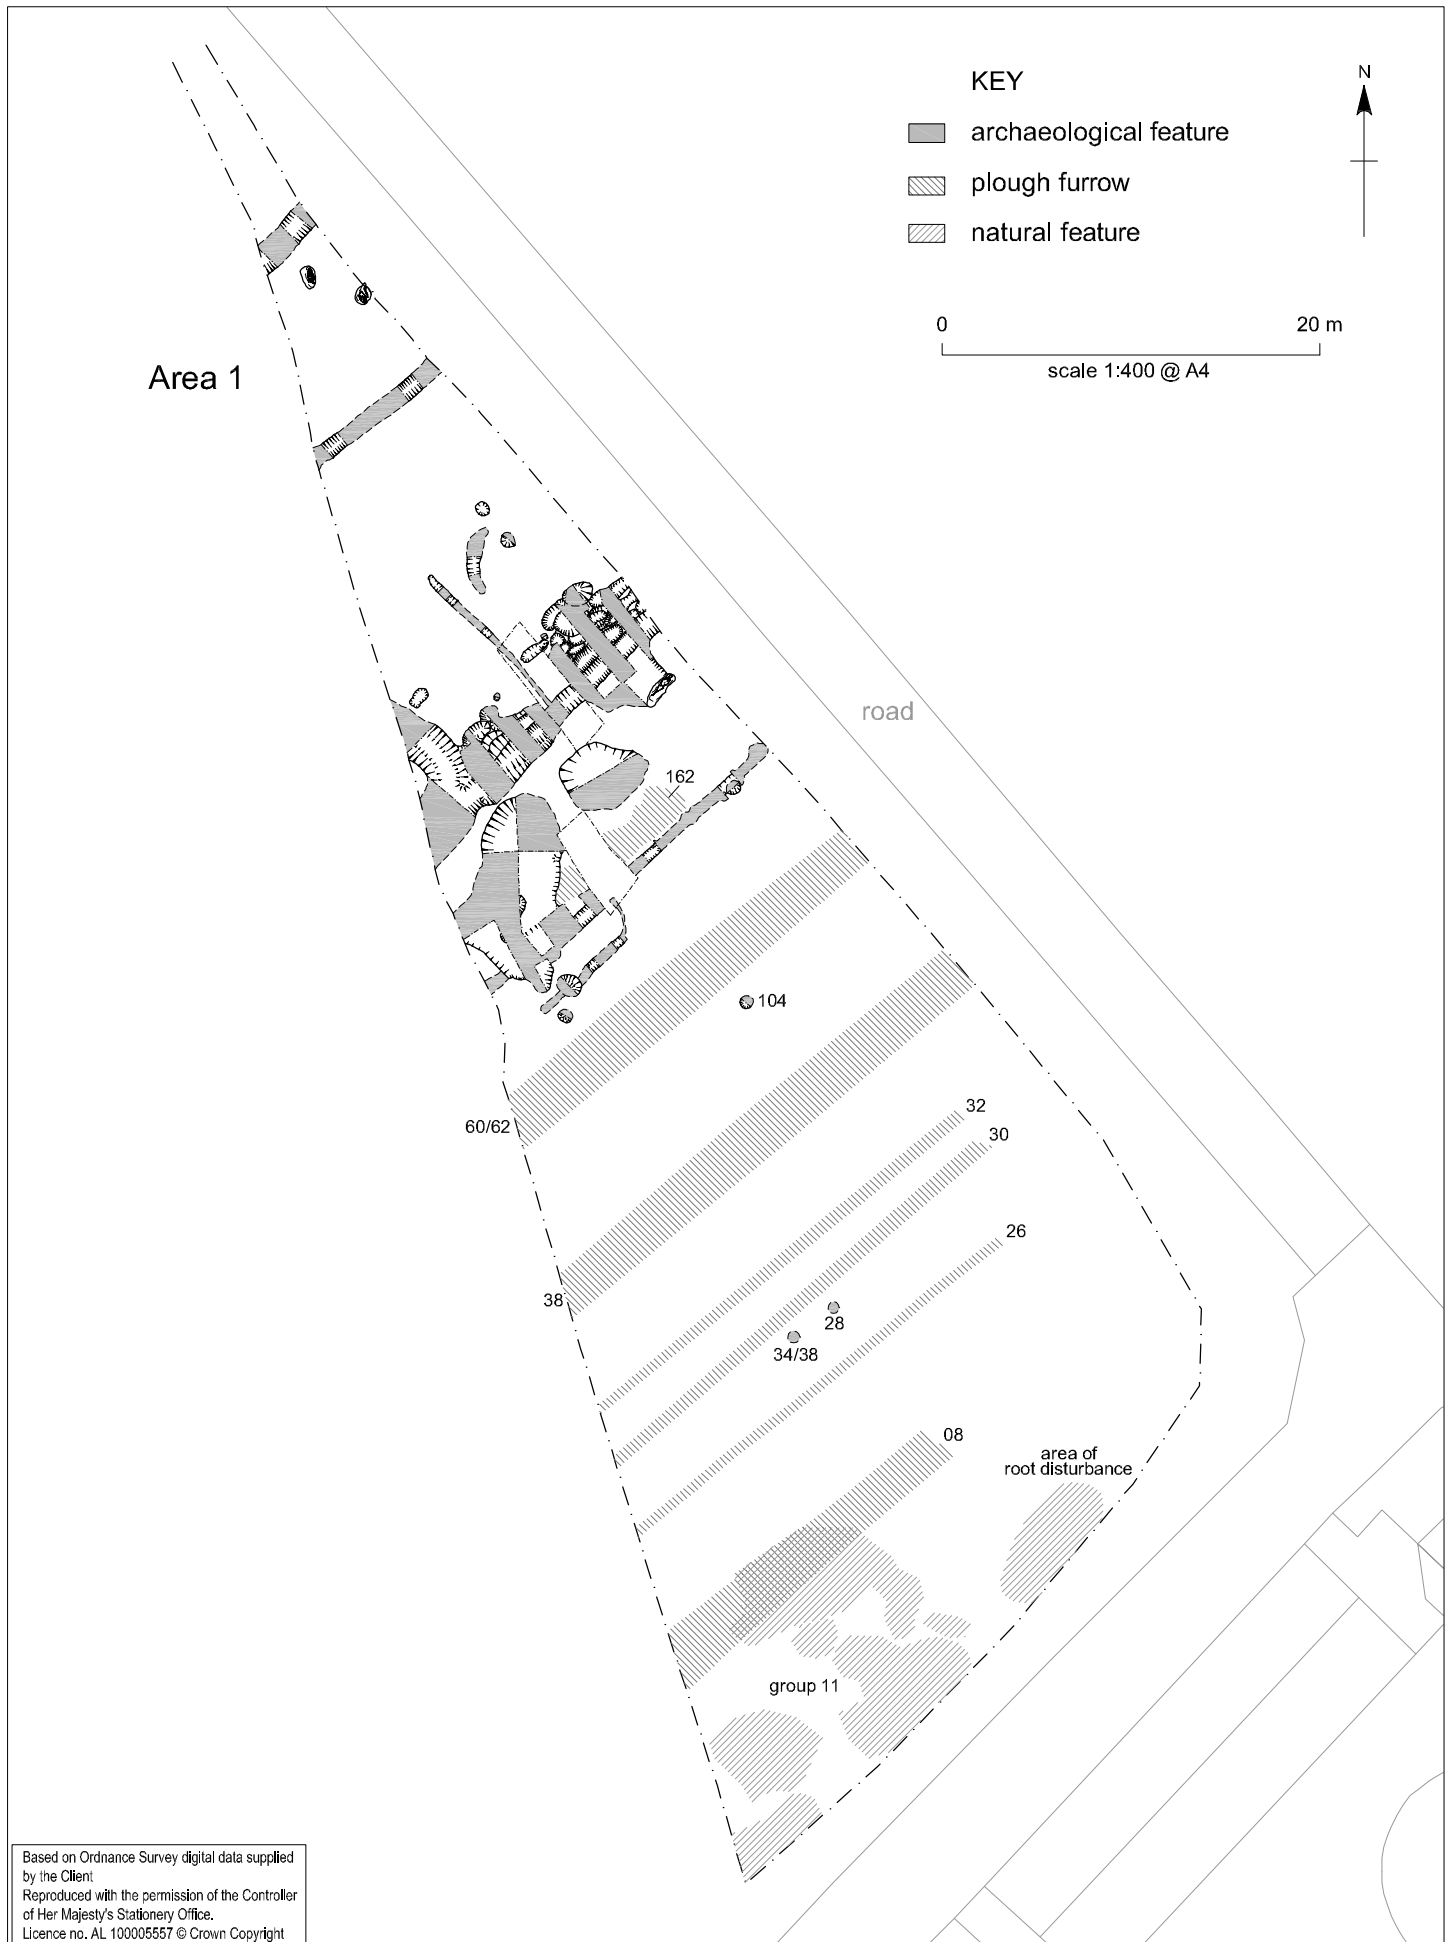 KEY
N
archaeological feature
plough furrow
natural feature
0 20 m
scale 1:400 @ A4
Area 1
road
162
104
60/62
32
30
26
38
28
34/38
08
area of
root disturbance
group 11
Based on Ordnance Survey digital data supplied
by the Client
Reproduced with the permission of the Controller
of Her Majesty's Stationery Office.
Licence no. AL 100005557 © Crown Copyright